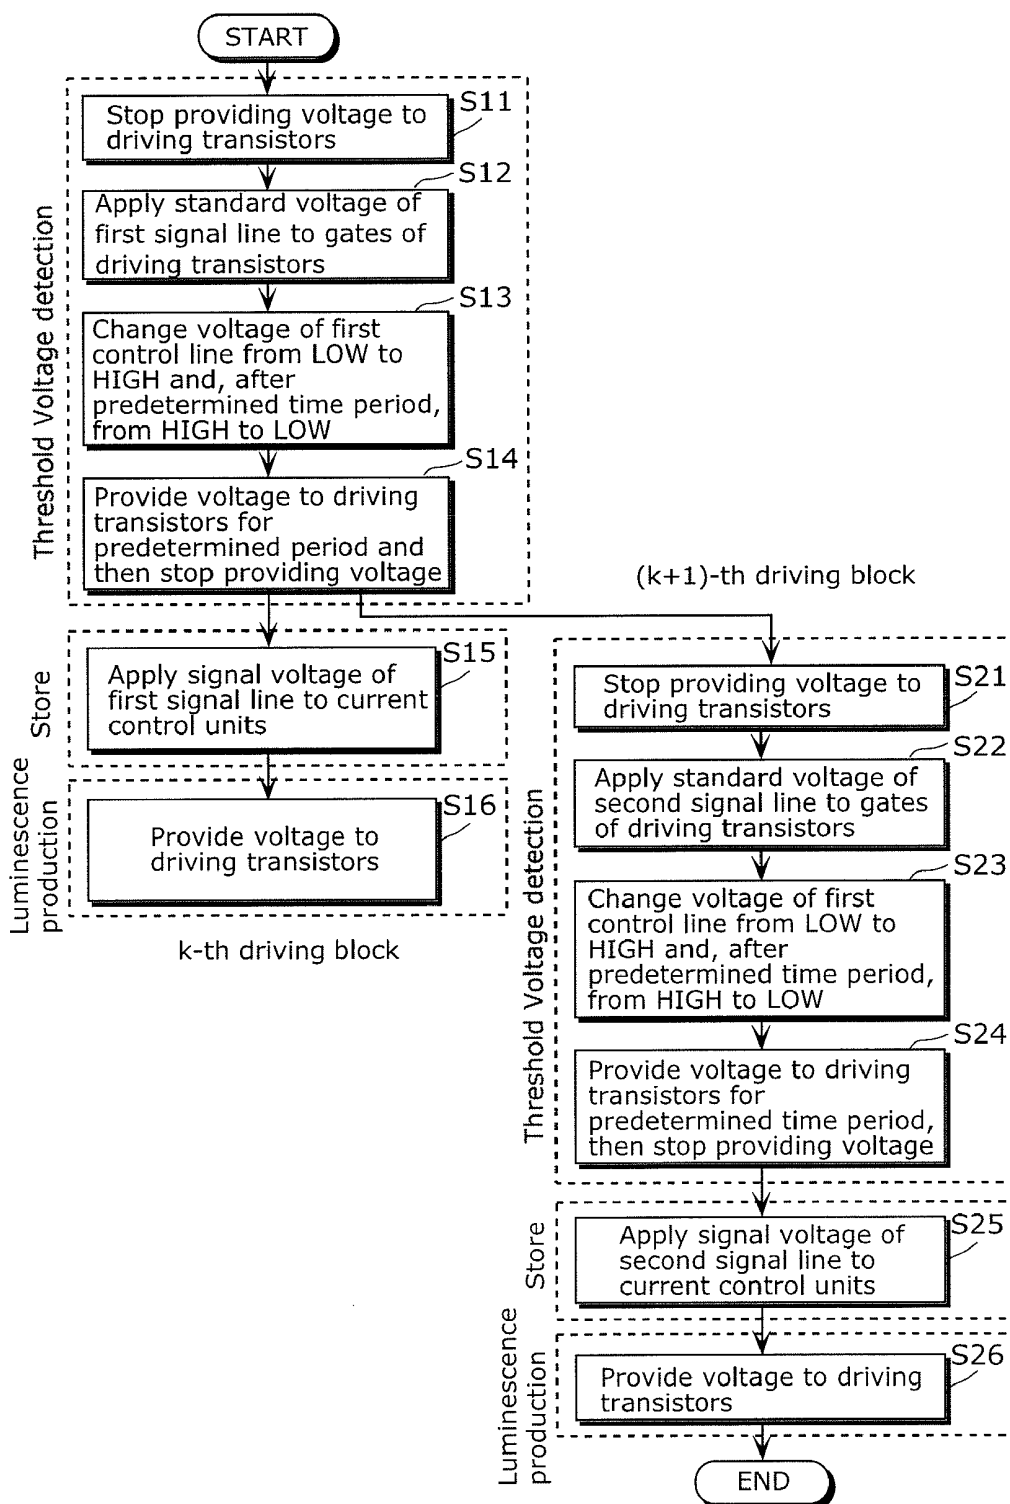 START
Threshold Voltage detection
S11
Stop providing voltage to
driving transistors
S12
Apply standard voltage of
first signal line to gates of
driving transistors
S13
Change voltage of first
control line from LOW to
HIGH and, after
predetermined time period,
from HIGH to LOW
S14
Provide voltage to driving
transistors for
predetermined period and
then stop providing voltage
Store
S15
Apply signal voltage of
first signal line to current
control units
Luminescence
production
S16
Provide voltage to
driving transistors
k-th driving block
(k+1)-th driving block
Threshold Voltage detection
S21
Stop providing voltage to
driving transistors
S22
Apply standard voltage of
second signal line to gates
of driving transistors
S23
Change voltage of first
control line from LOW to
HIGH and, after
predetermined time period,
from HIGH to LOW
S24
Provide voltage to driving
transistors for
predetermined time period,
then stop providing voltage
Store
S25
Apply signal voltage of
second signal line to
current control units
Luminescence
production
S26
Provide voltage to driving
transistors
END